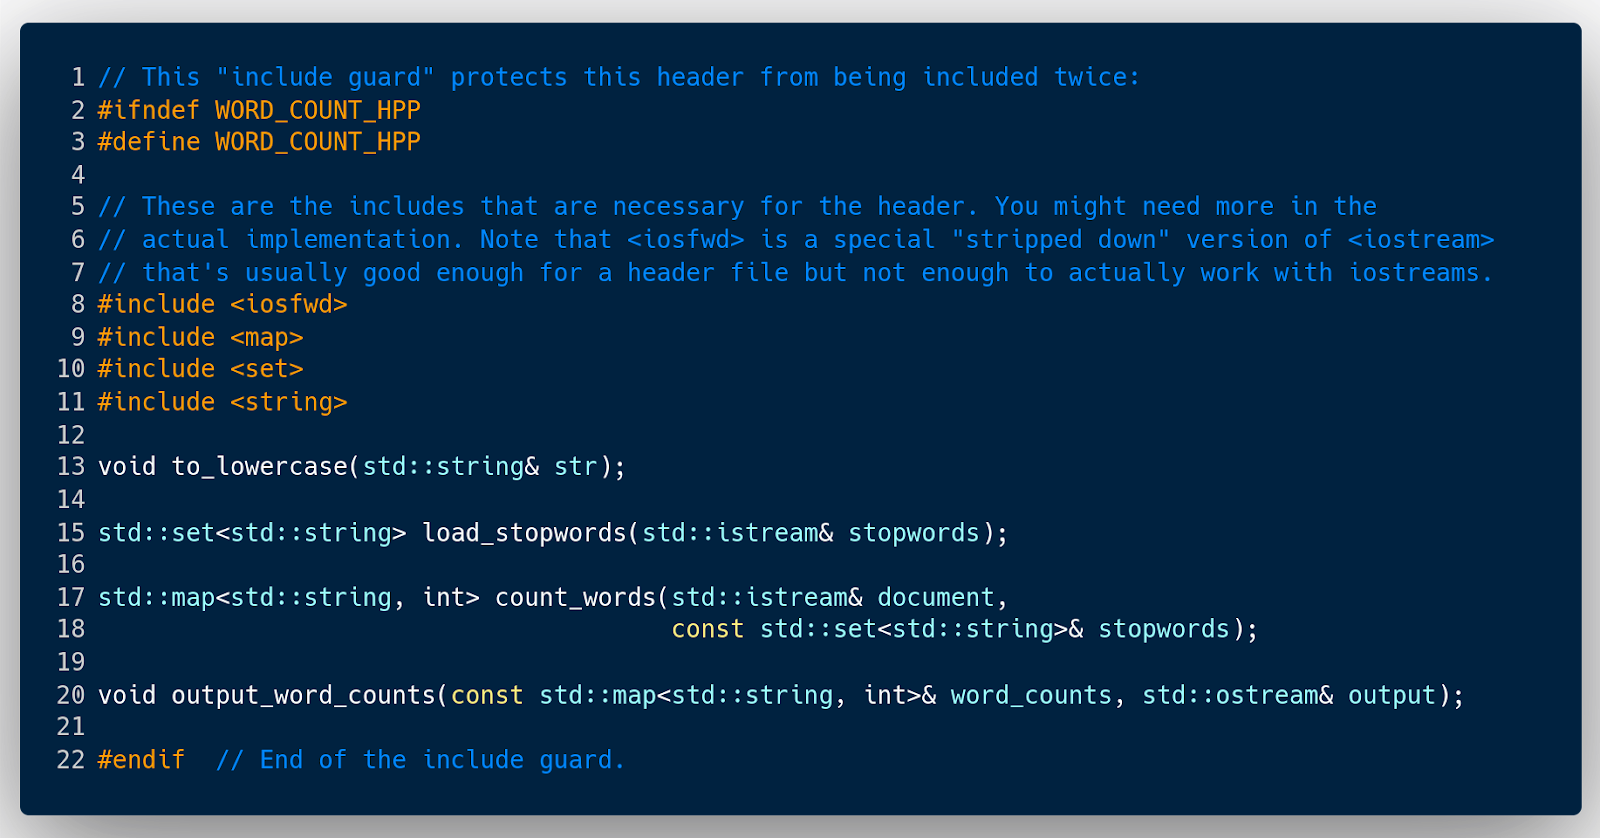 1 // This "include guard" protects this header from being included twice:
2 #ifndef WORD_COUNT_HPP
3 #define WORD_COUNT_HPP
4
5 // These are the includes that are necessary for the header. You might need more in the
6 // actual implementation. Note that <iosfwd> is a special "stripped down" version of <iostream>
7 // that's usually good enough for a header file but not enough to actually work with iostreams.
8 #include <iosfwd>
9 #include <map>
10 #include <set>
11 #include <string>
12
13 void to_lowercase(std::string& str);
14
15 std::set<std::string> load_stopwords(std::istream& stopwords);
16
17 std::map<std::string, int> count_words(std::istream& document,
18                                        const std::set<std::string>& stopwords);
19
20 void output_word_counts(const std::map<std::string, int>& word_counts, std::ostream& output);
21
22 #endif  // End of the include guard.